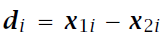 dᵢ = x₁ᵢ − x₂ᵢ